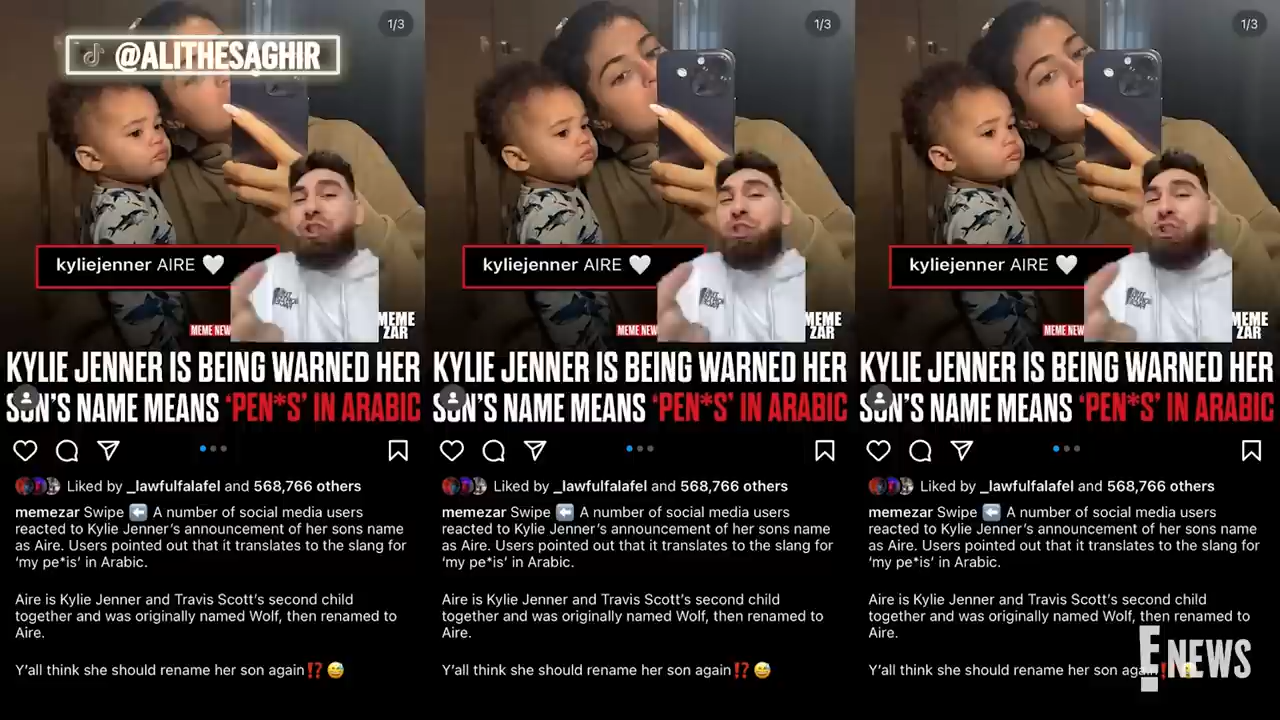 @ALITHESAGHIR
1/3
kyliejenner AIRE 🤍
MEME NEW
MEME
ZAR
KYLIE JENNER IS BEING WARNED HER
SON'S NAME MEANS ‘PEN*S’ IN ARABIC
Liked by _lawfulfalafel and 568,766 others
memezar Swipe ⬅️ A number of social media users
reacted to Kylie Jenner’s announcement of her sons name
as Aire. Users pointed out that it translates to the slang for
‘my pe*is’ in Arabic.
Aire is Kylie Jenner and Travis Scott’s second child
together and was originally named Wolf, then renamed to
Aire.
Y’all think she should rename her son again⁉️😅
1/3
kyliejenner AIRE 🤍
MEME NEW
MEME
ZAR
KYLIE JENNER IS BEING WARNED HER
SON'S NAME MEANS ‘PEN*S’ IN ARABIC
Liked by _lawfulfalafel and 568,766 others
memezar Swipe ⬅️ A number of social media users
reacted to Kylie Jenner’s announcement of her sons name
as Aire. Users pointed out that it translates to the slang for
‘my pe*is’ in Arabic.
Aire is Kylie Jenner and Travis Scott’s second child
together and was originally named Wolf, then renamed to
Aire.
Y’all think she should rename her son again⁉️😅
1/3
kyliejenner AIRE 🤍
MEME NEW
MEME
ZAR
KYLIE JENNER IS BEING WARNED HER
SON'S NAME MEANS ‘PEN*S’ IN ARABIC
Liked by _lawfulfalafel and 568,766 others
memezar Swipe ⬅️ A number of social media users
reacted to Kylie Jenner’s announcement of her sons name
as Aire. Users pointed out that it translates to the slang for
‘my pe*is’ in Arabic.
Aire is Kylie Jenner and Travis Scott’s second child
together and was originally named Wolf, then renamed to
Aire.
Y’all think she should rename her son again
E NEWS